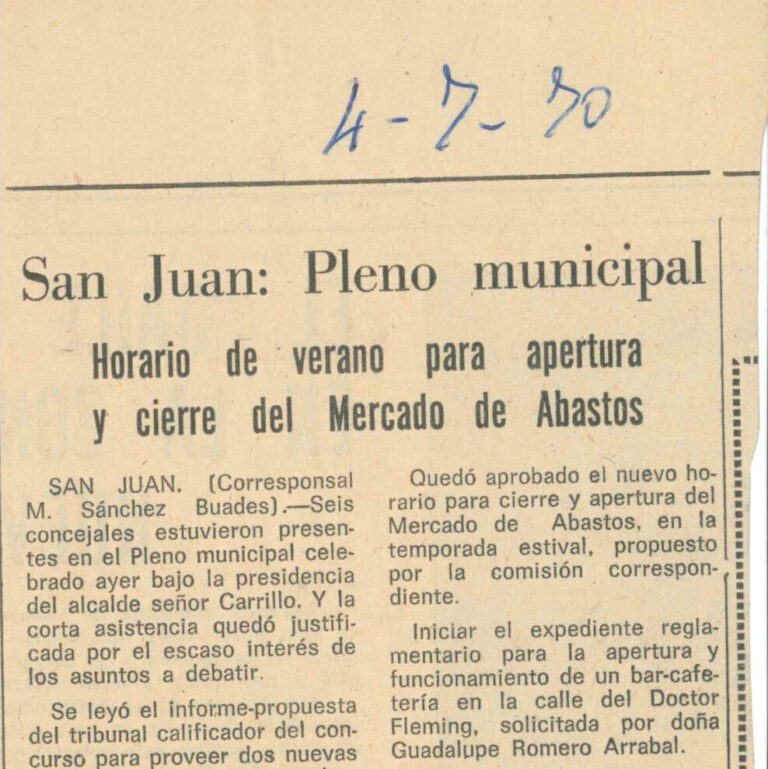 4-7-70
San Juan: Pleno municipal
Horario de verano para apertura
y cierre del Mercado de Abastos
SAN JUAN. (Corresponsal
M. Sánchez Buades).—Seis
concejales estuvieron presen-
tes en el Pleno municipal cele-
brado ayer bajo la presidencia
del alcalde señor Carrillo. Y la
corta asistencia quedó justifi-
cada por el escaso interés de
los asuntos a debatir.
Se leyó el informe-propuesta
del tribunal calificador del con-
curso para proveer dos nuevas
Quedó aprobado el nuevo ho-
rario para cierre y apertura del
Mercado de Abastos, en la
temporada estival, propuesto
por la comisión correspon-
diente.
Iniciar el expediente regla-
mentario para la apertura y
funcionamiento de un bar-cafe-
tería en la calle del Doctor
Fleming, solicitada por doña
Guadalupe Romero Arrabal.